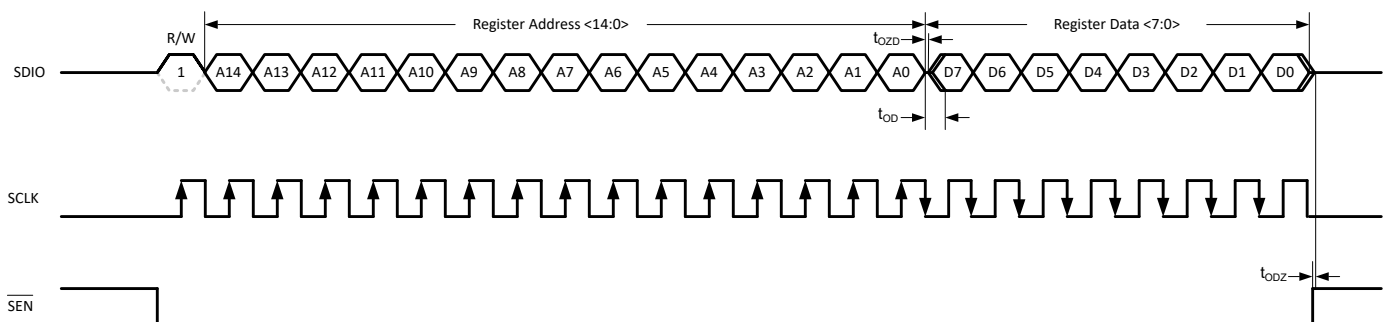 Register Address <14:0> Register Data <7:0>
R/W tOZD
SDIO 1 A14 A13 A12 A11 A10 A9 A8 A7 A6 A5 A4 A3 A2 A1 A0 D7 D6 D5 D4 D3 D2 D1 D0
tOD
SCLK
tODZ
SEN